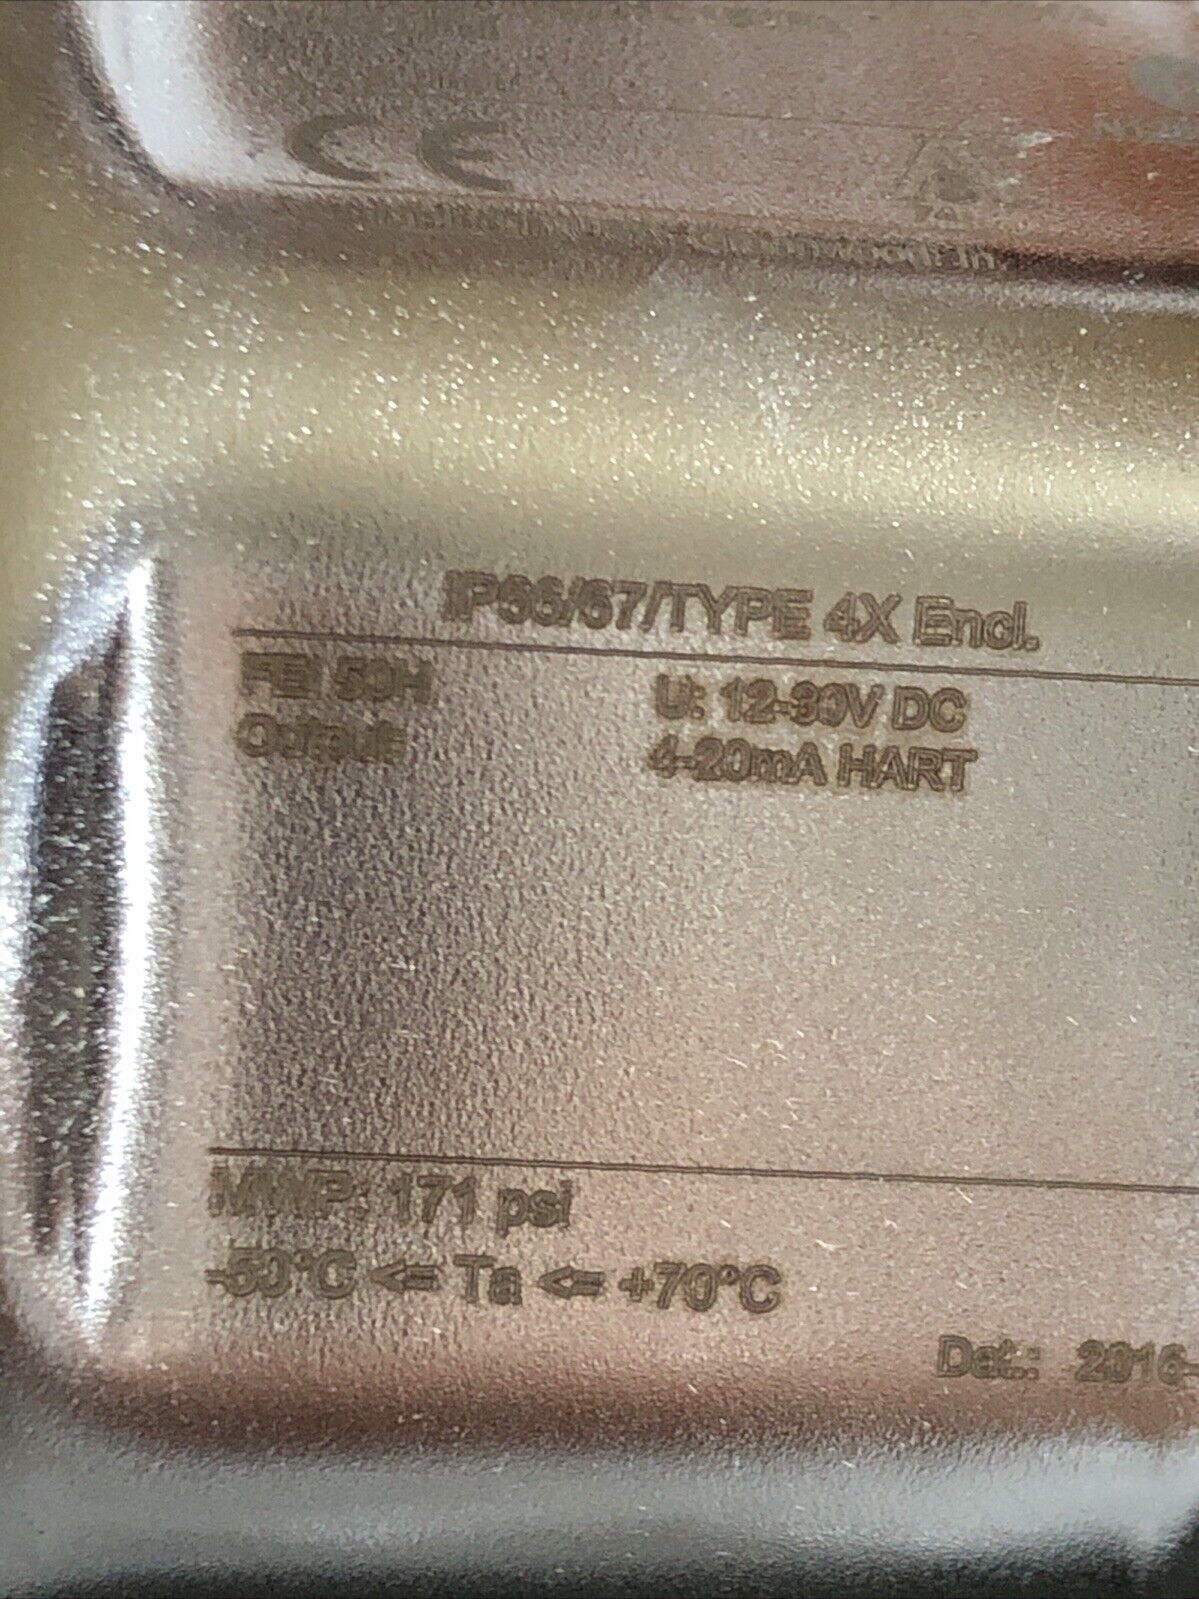 CE
IP66/67/TYPE 4X Encl.
FEI 50H U: 12-30V DC
Output: 4-20mA HART
MWP: 171 psi
-50°C <= Ta <= +70°C
Dat.: 2016-